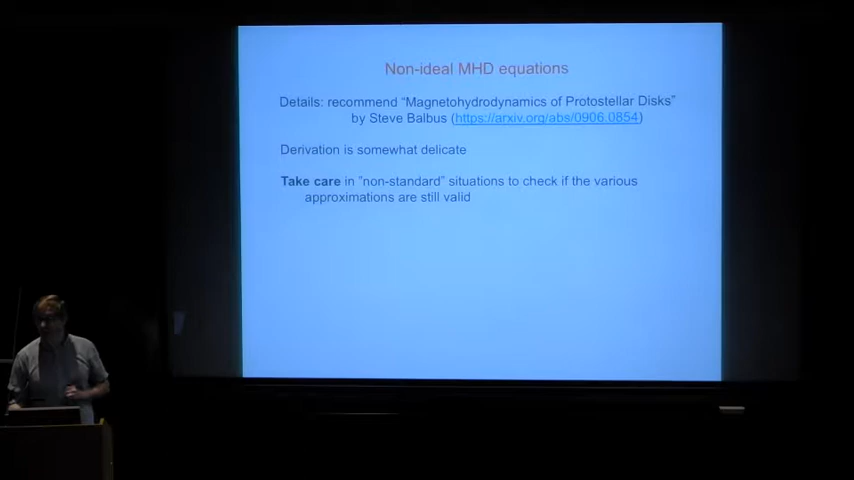 Non-ideal MHD equations
Details: recommend “Magnetohydrodynamics of Protostellar Disks”
by Steve Balbus (https://arxiv.org/abs/0906.0854)
Derivation is somewhat delicate
Take care in ”non-standard” situations to check if the various
approximations are still valid